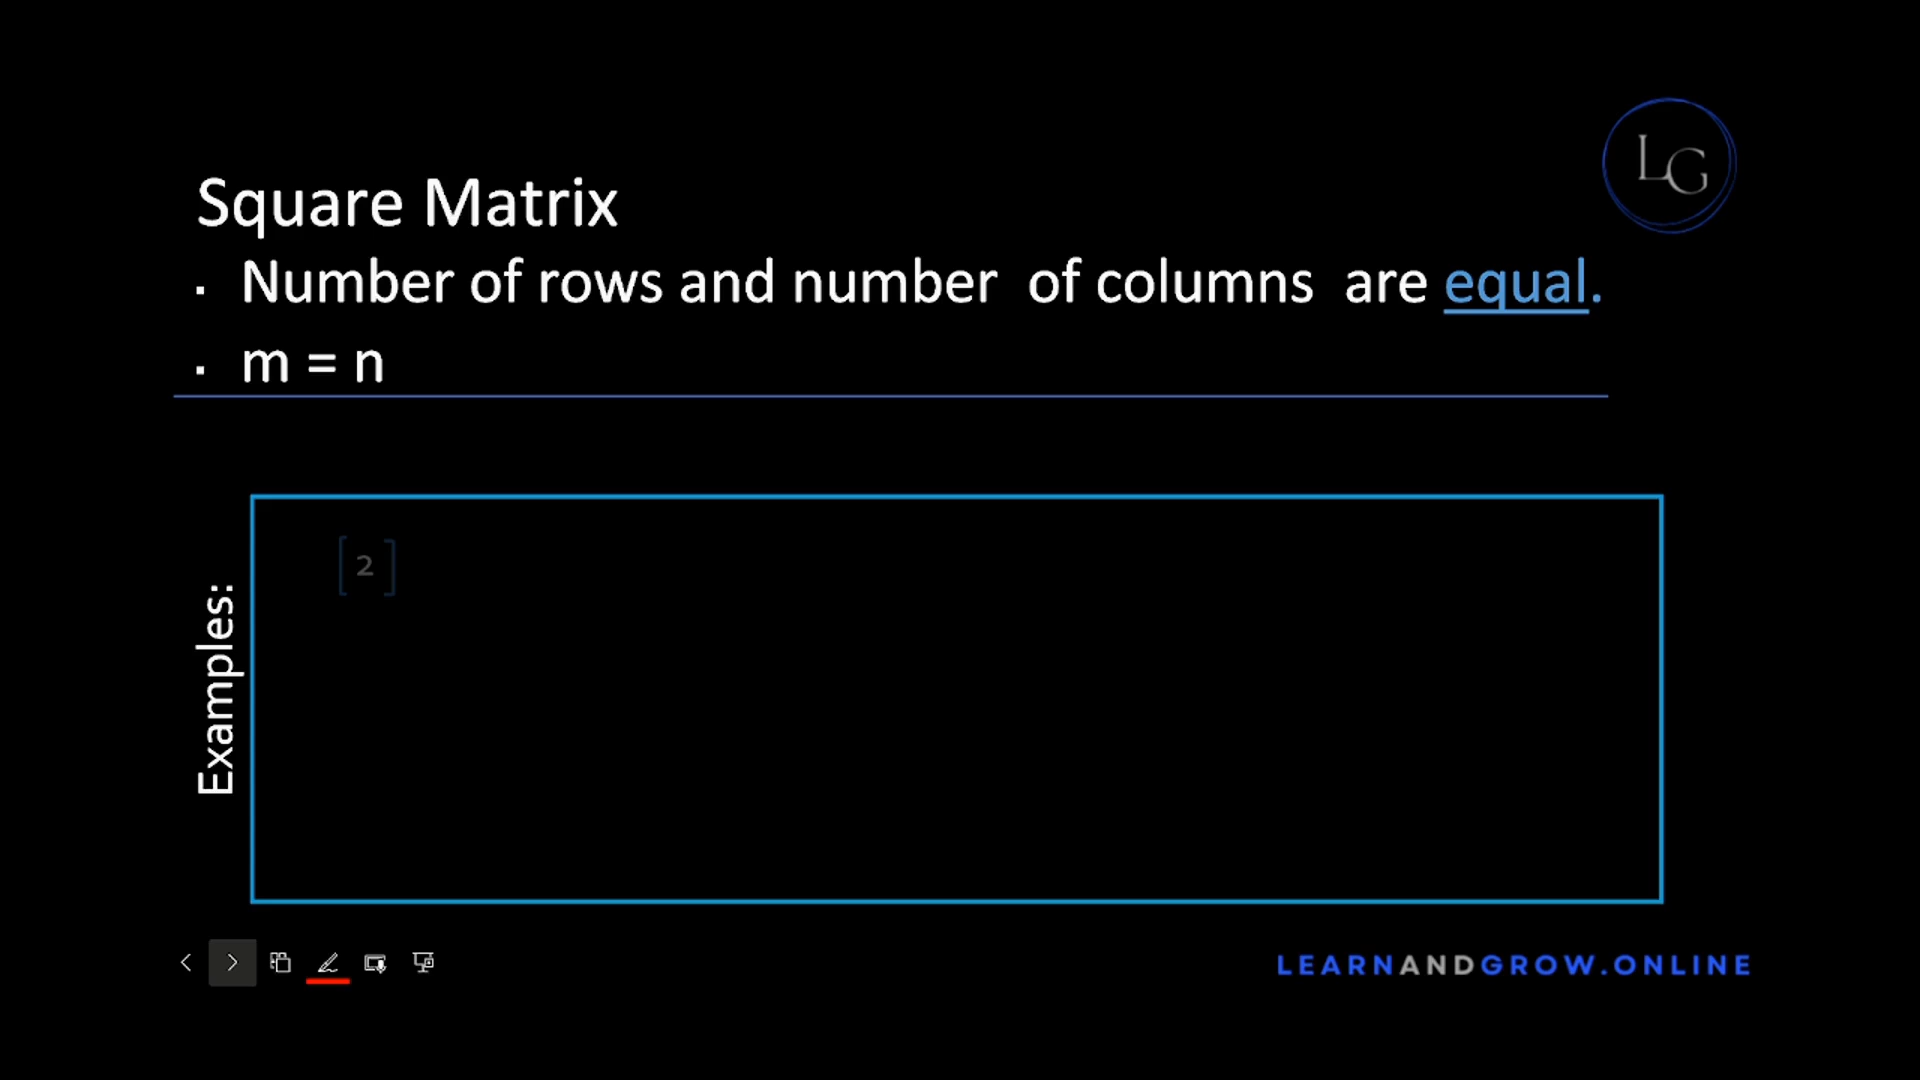 LG
Square Matrix
▪ Number of rows and number of columns are equal.
▪ m = n
Examples:
[2]
LEARNANDGROW.ONLINE